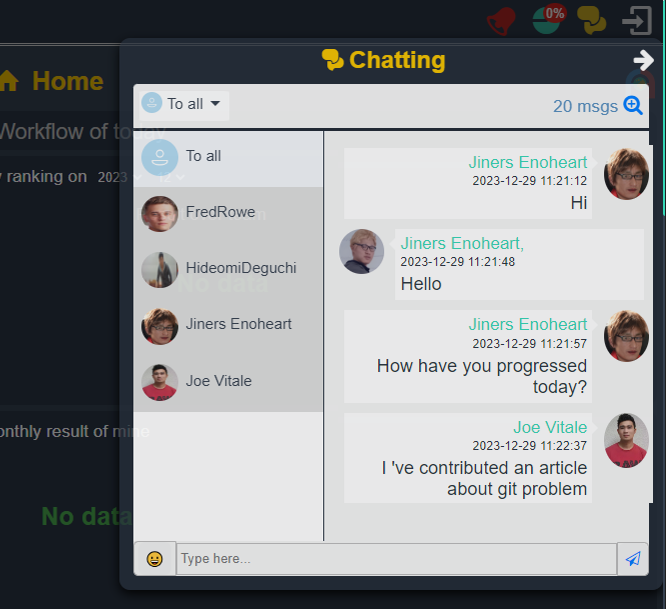 0%
Chatting
Home
To all
20 msgs
Workflow of today
To all
Jiners Enoheart
2023-12-29 11:21:12
Hi
ranking on 2023
FredRowe
Jiners Enoheart,
2023-12-29 11:21:48
Hello
HideomiDeguchi
No data
Jiners Enoheart
2023-12-29 11:21:57
How have you progressed
today?
Jiners Enoheart
Joe Vitale
Joe Vitale
2023-12-29 11:22:37
I 've contributed an article
about git problem
onthly result of mine
No data
Type here...